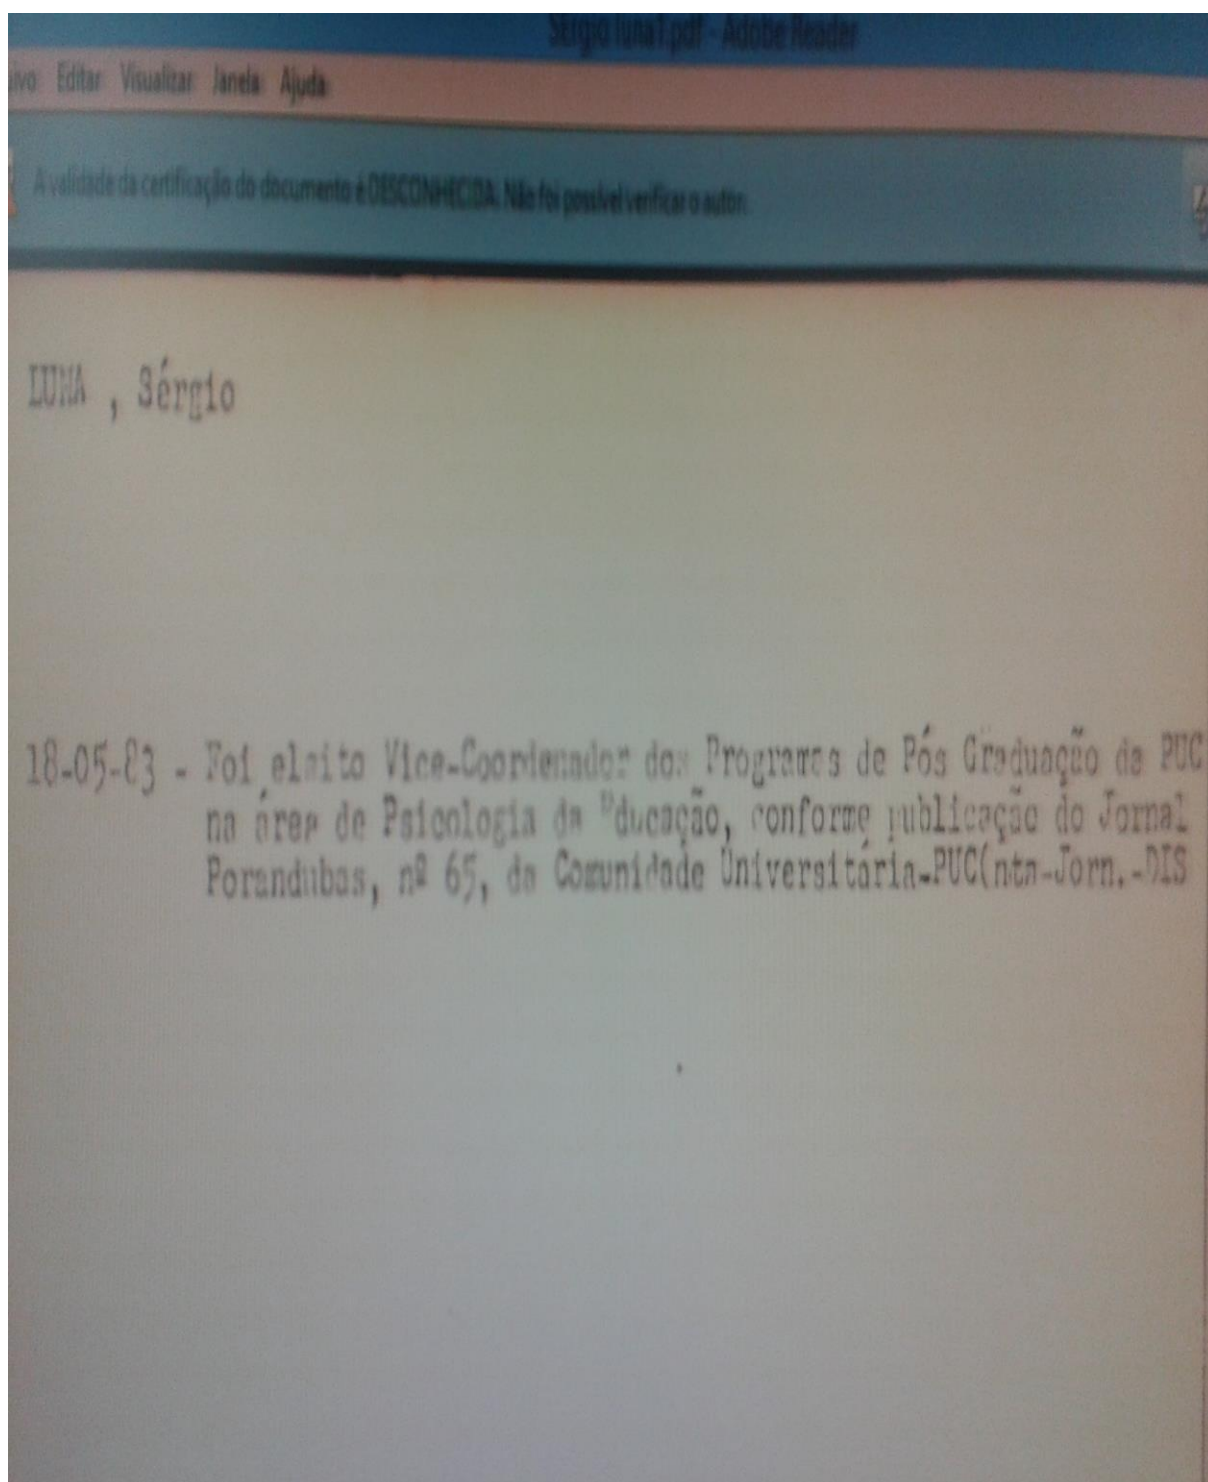 Sérgio luna1.pdf - Adobe Reader
ivo Editar Visualizar Janela Ajuda
A validade da certificação do documento é DESCONHECIDA. Não foi possível verificar o autor.
LUNA , Sérgio
18-05-83 - Foi eleito Vice-Coordenador dos Programas de Pós Graduação da PUC
na área de Psicologia da Educação, conforme publicação do Jornal
Porandubas, nº 65, da Comunidade Universitária-PUC(nta-Jorn.-DIS